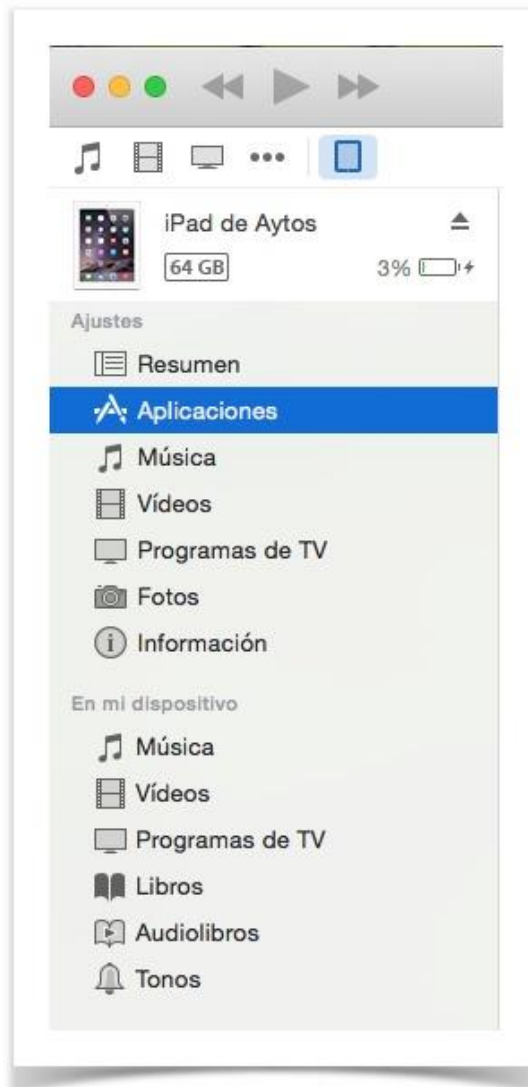 iPad de Aytos
64 GB
3%
Ajustes
Resumen
Aplicaciones
Música
Vídeos
Programas de TV
Fotos
Información
En mi dispositivo
Música
Vídeos
Programas de TV
Libros
Audiolibros
Tonos